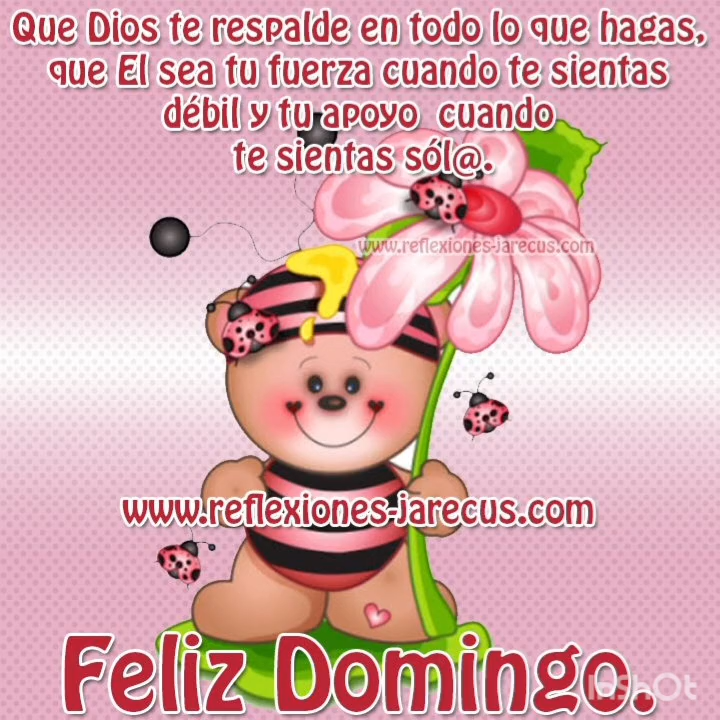 Que Dios te respalde en todo lo que hagas,
que El sea tu fuerza cuando te sientas
débil y tu apoyo cuando
te sientas sól@.
www.reflexiones-jarecus.com
www.reflexiones-jarecus.com
Feliz Domingo.
InShOt